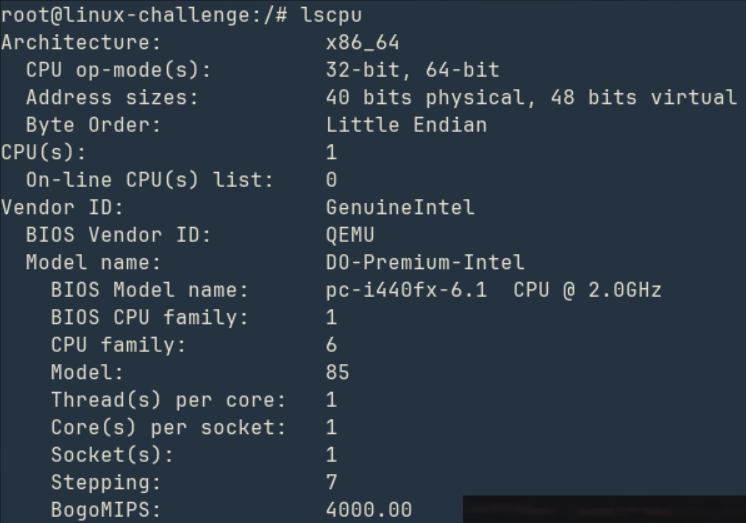 root@linux-challenge:/# lscpu
Architecture:             x86_64
  CPU op-mode(s):         32-bit, 64-bit
  Address sizes:          40 bits physical, 48 bits virtual
  Byte Order:             Little Endian
CPU(s):                   1
  On-line CPU(s) list:    0
Vendor ID:                GenuineIntel
  BIOS Vendor ID:         QEMU
  Model name:             DO-Premium-Intel
    BIOS Model name:      pc-i440fx-6.1  CPU @ 2.0GHz
    BIOS CPU family:      1
    CPU family:           6
    Model:                85
    Thread(s) per core:   1
    Core(s) per socket:   1
    Socket(s):            1
    Stepping:             7
    BogoMIPS:             4000.00